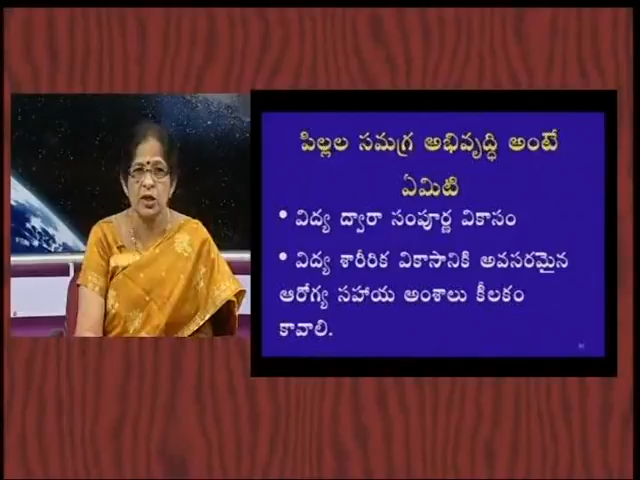 పిల్లల సమగ్ర అభివృద్ధి అంటే
ఏమిటి
• విద్య ద్వారా సంపూర్ణ వికాసం
• విద్య శారీరిక వికాసానికి అవసరమైన
ఆరోగ్య సహాయ అంశాలు కీలకం
కావాలి.